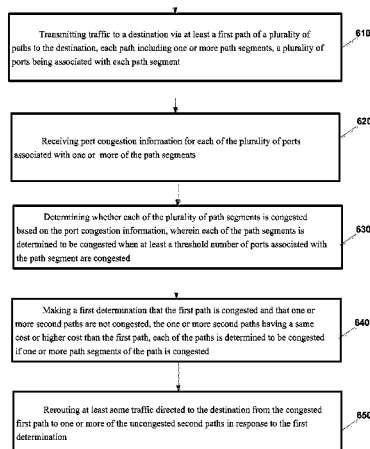 Transmitting traffic to a destination via at least a first path of a plurality of
paths to the destination, each path including one or more path segments, a plurality of
ports being associated with each path segment
610
Receiving port congestion information for each of the plurality of ports
associated with one or more of the path segments
620
Determining whether each of the plurality of path segments is congested
based on the port congestion information, wherein each of the path segments is
determined to be congested when at least a threshold number of ports associated with
the path segment are congested
630
Making a first determination that the first path is congested and that one or
more second paths are not congested, the one or more second paths having a same
cost or higher cost than the first path, each of the paths is determined to be congested
if one or more path segments of the path is congested
640
Rerouting at least some traffic directed to the destination from the congested
first path to one or more of the uncongested second paths in response to the first
determination
650